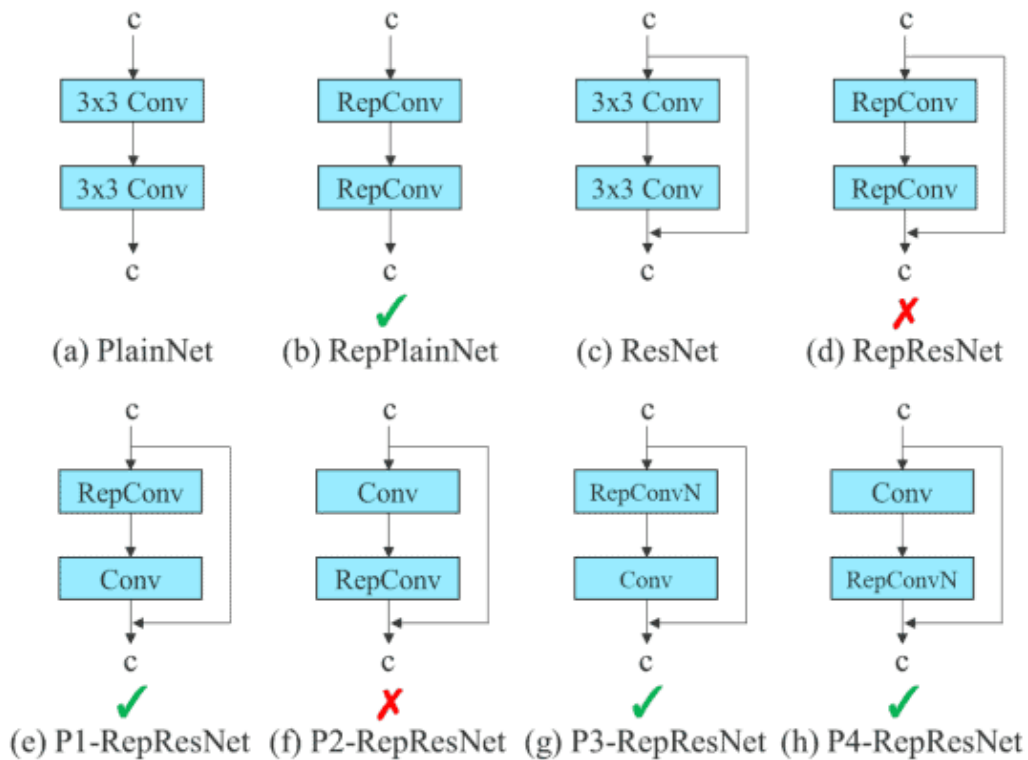 c c c c
3x3 Conv RepConv 3x3 Conv RepConv
3x3 Conv RepConv 3x3 Conv RepConv
c c c c
✓ ✗
(a) PlainNet (b) RepPlainNet (c) ResNet (d) RepResNet
c c c c
RepConv Conv RepConvN Conv
Conv RepConv Conv RepConvN
c c c c
✓ ✗ ✓ ✓
(e) P1-RepResNet (f) P2-RepResNet (g) P3-RepResNet (h) P4-RepResNet